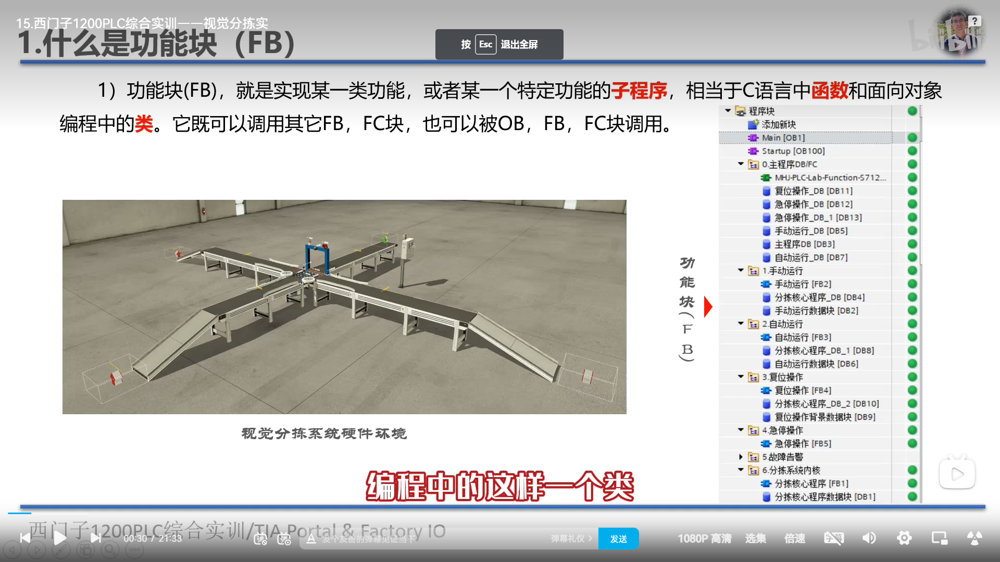 15.西门子1200PLC综合实训一一视觉分拣实
1.什么是功能块（FB）
按 Esc 退出全屏
?
bilibili
1）功能块(FB)，就是实现某一类功能，或者某一个特定功能的子程序，相当于C语言中函数和面向对象
编程中的类。它既可以调用其它FB，FC块，也可以被OB，FB，FC块调用。
程序块
添加新块
Main [OB1]
Startup [OB100]
0.主程序DB/FC
MHJ-PLC-Lab-Function-S712...
复位操作_DB [DB11]
急停操作_DB [DB12]
急停操作_DB_1 [DB13]
手动运行_DB [DB5]
主程序DB [DB3]
自动运行_DB [DB7]
1.手动运行
手动运行 [FB2]
分拣核心程序_DB [DB4]
手动运行数据块 [DB2]
2.自动运行
自动运行 [FB3]
分拣核心程序_DB_1 [DB8]
自动运行数据块 [DB6]
3.复位操作
复位操作 [FB4]
分拣核心程序_DB_2 [DB10]
复位操作背景数据块 [DB9]
4.急停操作
急停操作 [FB5]
5.故障告警
6.分拣系统内核
分拣核心程序 [FB1]
分拣核心程序数据块 [DB1]
功能块(FB)
视觉分拣系统硬件环境
编程中的这样一个类
西门子1200PLC综合实训/TIA Portal & Factory IO
00:30 / 21:33
弹
弹
A 发个友善的弹幕见证当下
弹幕礼仪
发送
1080P 高清
选集
倍速
字幕